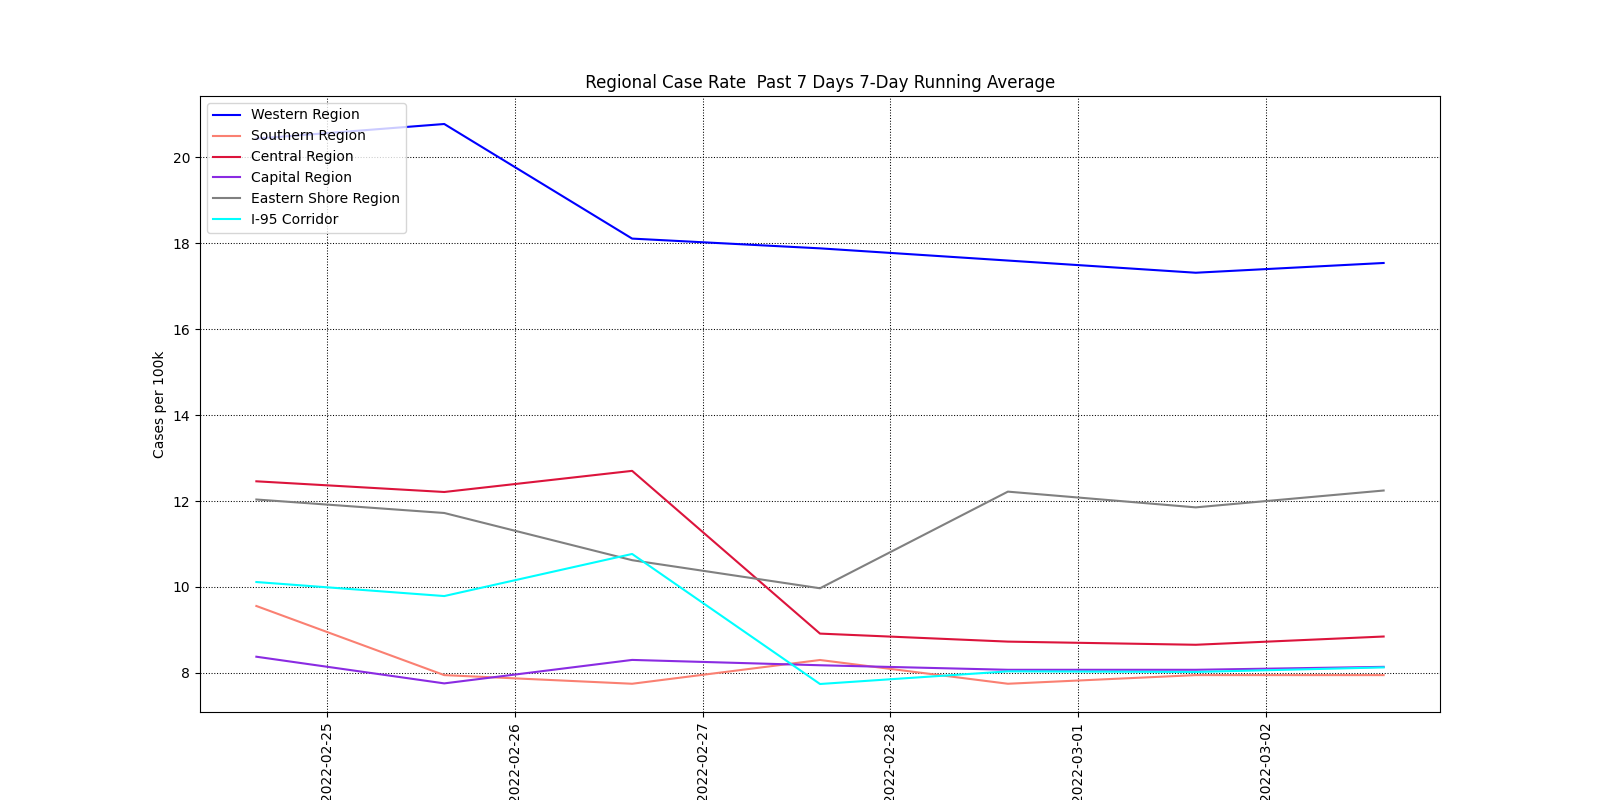 Regional Case Rate  Past 7 Days 7-Day Running Average
Western Region
Southern Region
Central Region
Capital Region
Eastern Shore Region
I-95 Corridor
Cases per 100k
20
18
16
14
12
10
8
2022-02-25
2022-02-26
2022-02-27
2022-02-28
2022-03-01
2022-03-02